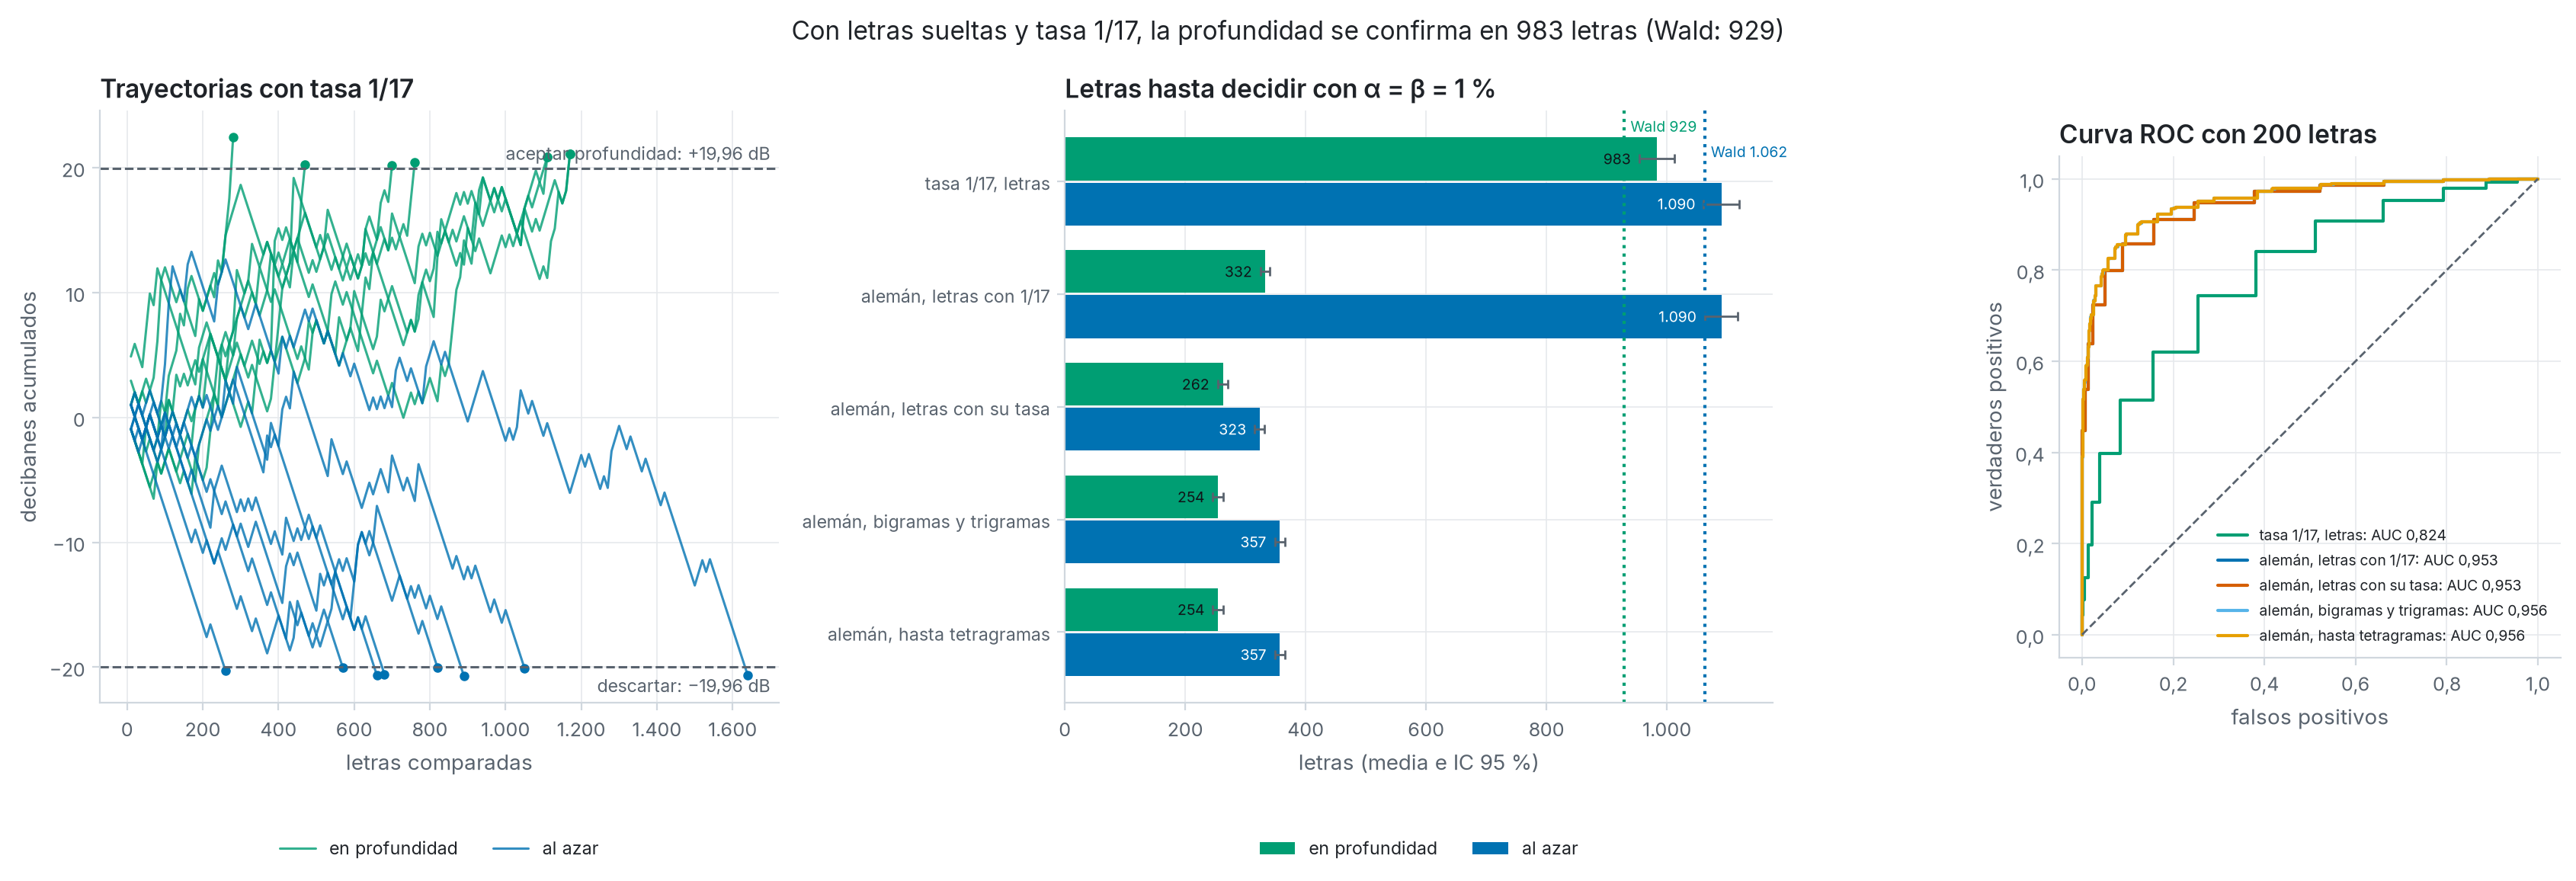 Con letras sueltas y tasa 1/17, la profundidad se confirma en 983 letras (Wald: 929)
Trayectorias con tasa 1/17
decibanes acumulados
20
10
0
−10
−20
aceptar profundidad: +19,96 dB
descartar: −19,96 dB
0 200 400 600 800 1.000 1.200 1.400 1.600
letras comparadas
en profundidad al azar
Letras hasta decidir con α = β = 1 %
Wald 929
Wald 1.062
tasa 1/17, letras
983
1.090
alemán, letras con 1/17
332
1.090
alemán, letras con su tasa
262
323
alemán, bigramas y trigramas
254
357
alemán, hasta tetragramas
254
357
0 200 400 600 800 1.000
letras (media e IC 95 %)
en profundidad al azar
Curva ROC con 200 letras
verdaderos positivos
1,0
0,8
0,6
0,4
0,2
0,0
tasa 1/17, letras: AUC 0,824
alemán, letras con 1/17: AUC 0,953
alemán, letras con su tasa: AUC 0,953
alemán, bigramas y trigramas: AUC 0,956
alemán, hasta tetragramas: AUC 0,956
0,0 0,2 0,4 0,6 0,8 1,0
falsos positivos